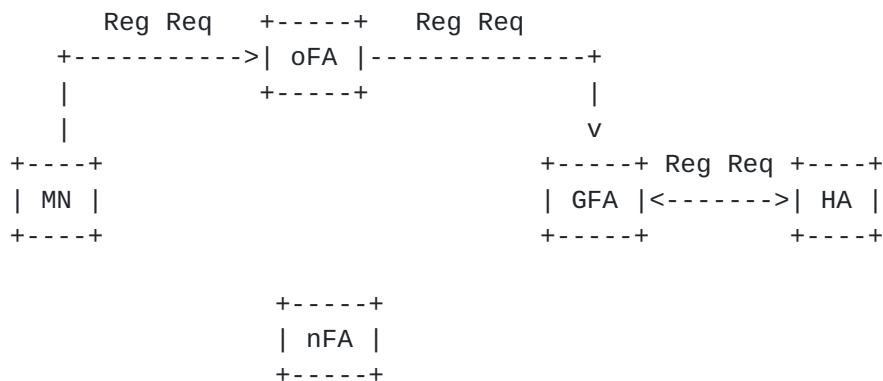 Reg Req +-----+ Reg Req
+----------->| oFA |--------------+
| +-----+ |
| v
+----+ +-----+ Reg Req +----+
| MN | | GFA |<------->| HA |
+----+ +-----+ +----+
+-----+
| nFA |
+-----+